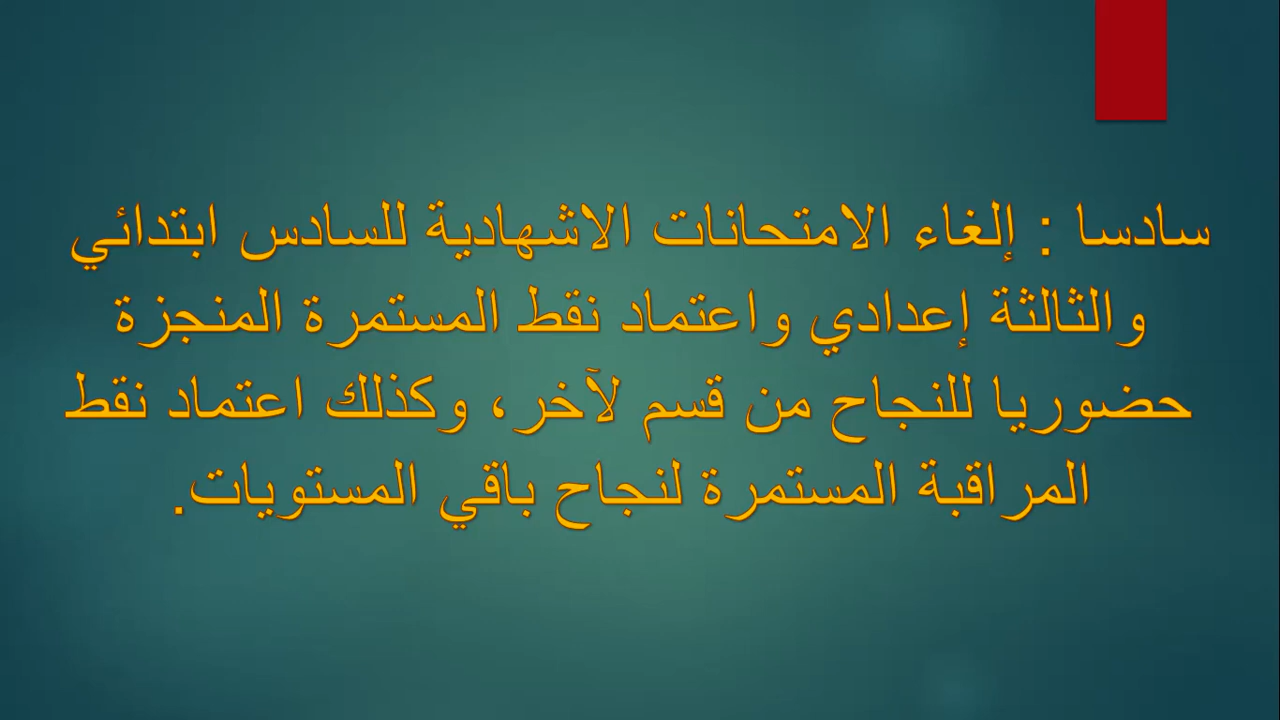 سادسا : إلغاء الامتحانات الاشهادية للسادس ابتدائي
والثالثة إعدادي واعتماد نقط المستمرة المنجزة
حضوريا للنجاح من قسم لآخر، وكذلك اعتماد نقط
المراقبة المستمرة لنجاح باقي المستويات.